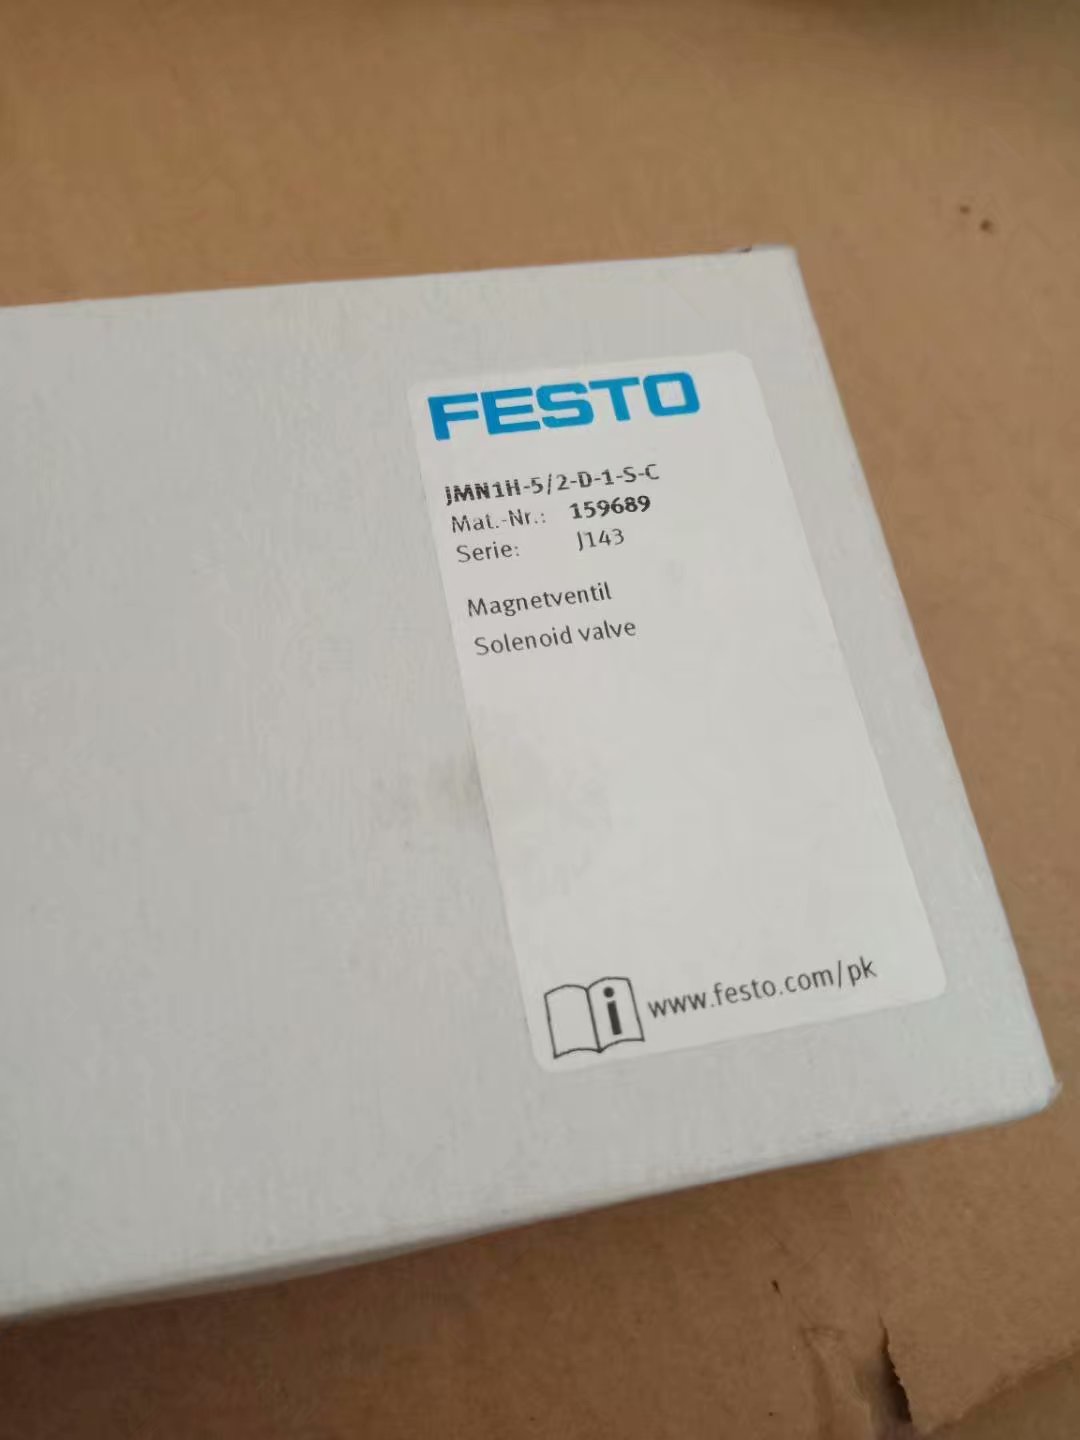 FESTO
JMN1H-5/2-D-1-S-C
Mat.-Nr.: 159689
Serie: J143
Magnetventil
Solenoid valve
i www.festo.com/pk